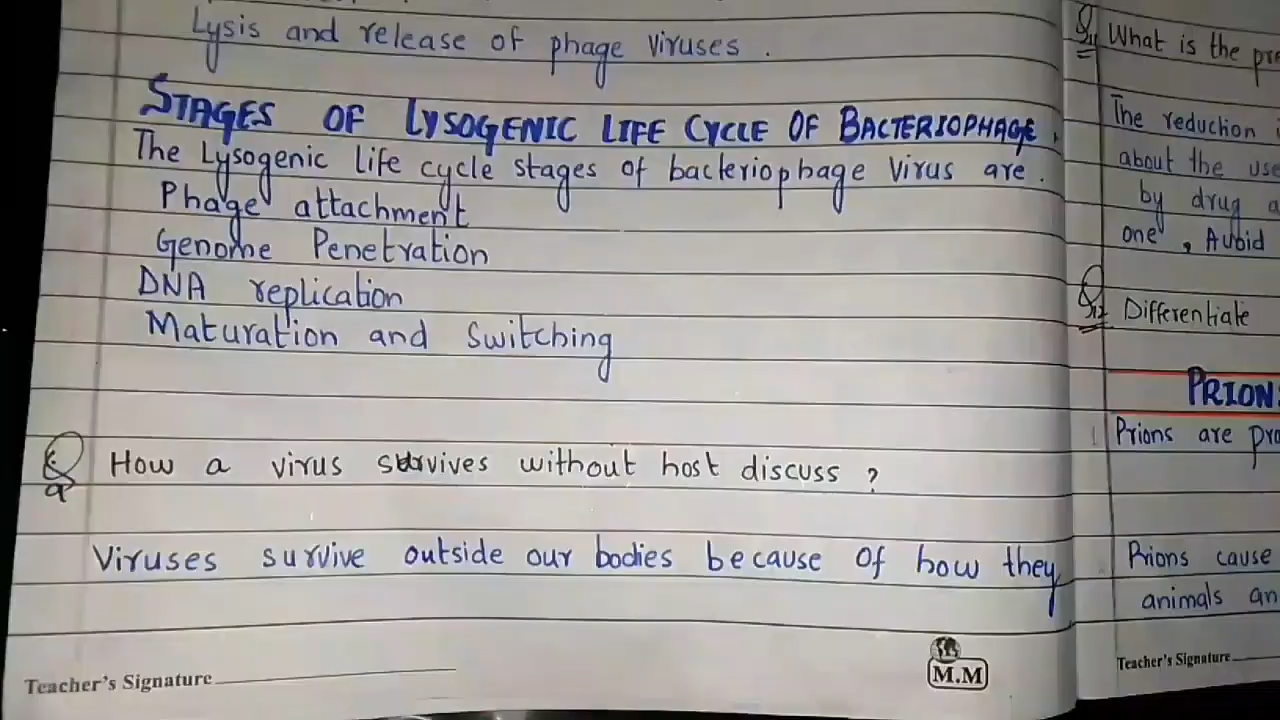 Lysis and release of phage viruses.
STAGES OF LYSOGENIC LIFE CYCLE OF BACTERIOPHAGE.
The Lysogenic life cycle stages of bacteriophage virus are.
Phage attachment
Genome Penetration
DNA replication
Maturation and Switching
Q9 How a virus survives without host discuss?
Viruses survive outside our bodies because of how they
Teacher's Signature
M.M
Q11 What is the
The reduction
about the use
by drug
one, Avoid
Q12 Differentiate
PRION
Prions are
Prions cause
animals
Teacher's Signature